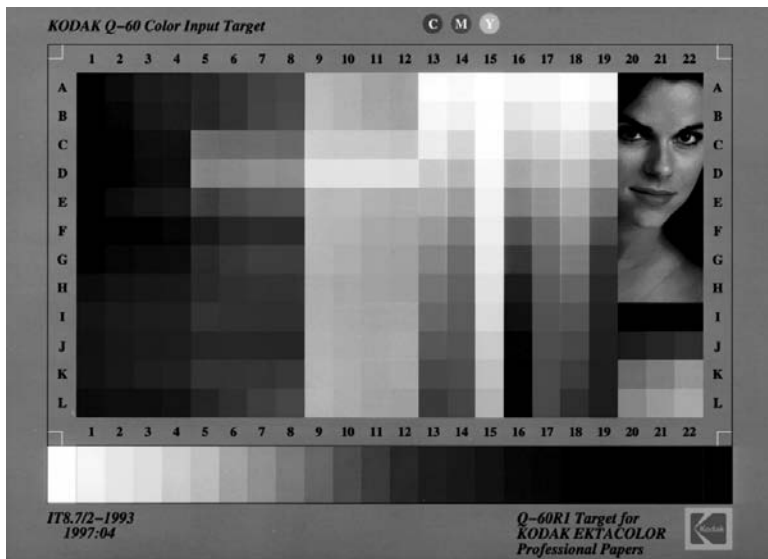 KODAK Q-60 Color Input Target
C M Y
1 2 3 4 5 6 7 8 9 10 11 12 13 14 15 16 17 18 19 20 21 22
A A
B B
C C
D D
E E
F F
G G
H H
I I
J J
K K
L L
1 2 3 4 5 6 7 8 9 10 11 12 13 14 15 16 17 18 19 20 21 22
IT8.7/2-1993
1997:04
Q-60R1 Target for
KODAK EKTACOLOR
Professional Papers
Kodak